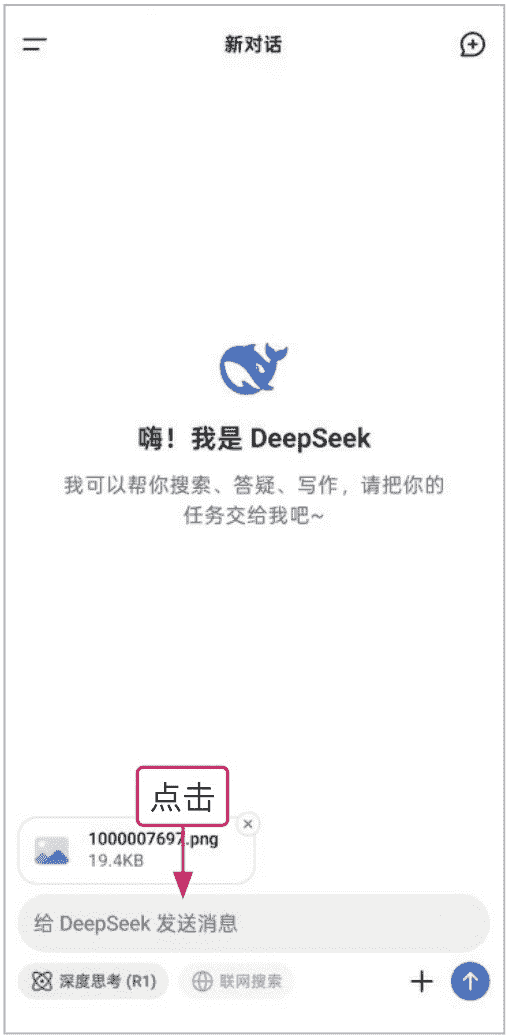 新对话
嗨！我是 DeepSeek
我可以帮你搜索、答疑、写作，请把你的
任务交给我吧~
点击
1000007697.png
19.4KB
给 DeepSeek 发送消息
深度思考 (R1)
联网搜索